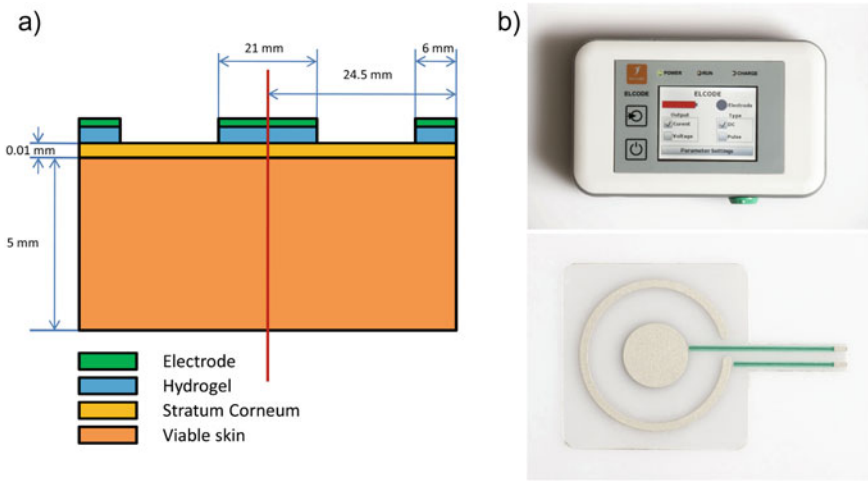 a)
21 mm
6 mm
24.5 mm
0.01 mm
5 mm
Electrode
Hydrogel
Stratum Corneum
Viable skin
b)
POWER RUN CHARGE
ELCODE
ELCODE
Electrode
Output Type
Current DC
Voltage Pulse
Parameter Settings